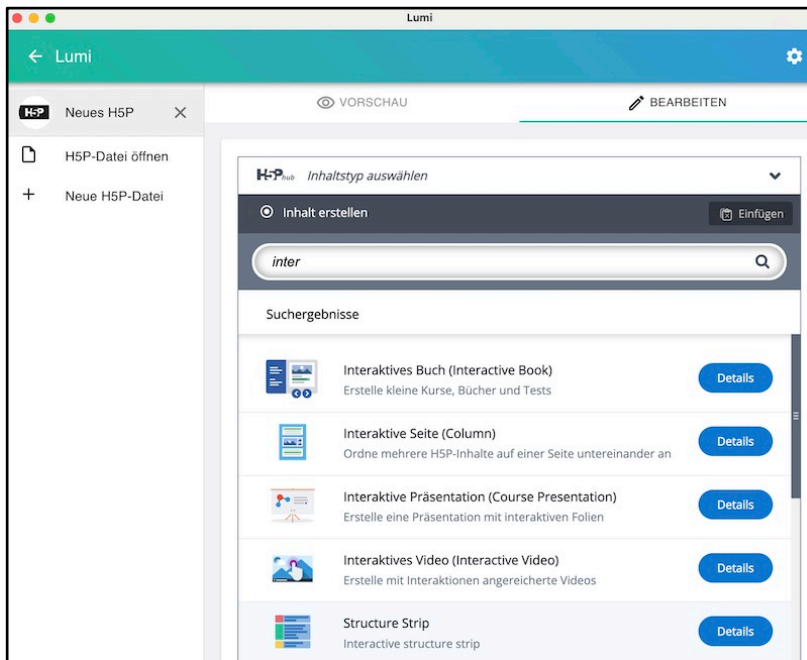 Lumi
Lumi
H5P Neues H5P
H5P-Datei öffnen
Neue H5P-Datei
VORSCHAU
BEARBEITEN
H5Phub Inhaltstyp auswählen
Inhalt erstellen
Einfügen
inter
Suchergebnisse
Interaktives Buch (Interactive Book)
Erstelle kleine Kurse, Bücher und Tests
Details
Interaktive Seite (Column)
Ordne mehrere H5P-Inhalte auf einer Seite untereinander an
Details
Interaktive Präsentation (Course Presentation)
Erstelle eine Präsentation mit interaktiven Folien
Details
Interaktives Video (Interactive Video)
Erstelle mit Interaktionen angereicherte Videos
Details
Structure Strip
Interactive structure strip
Details